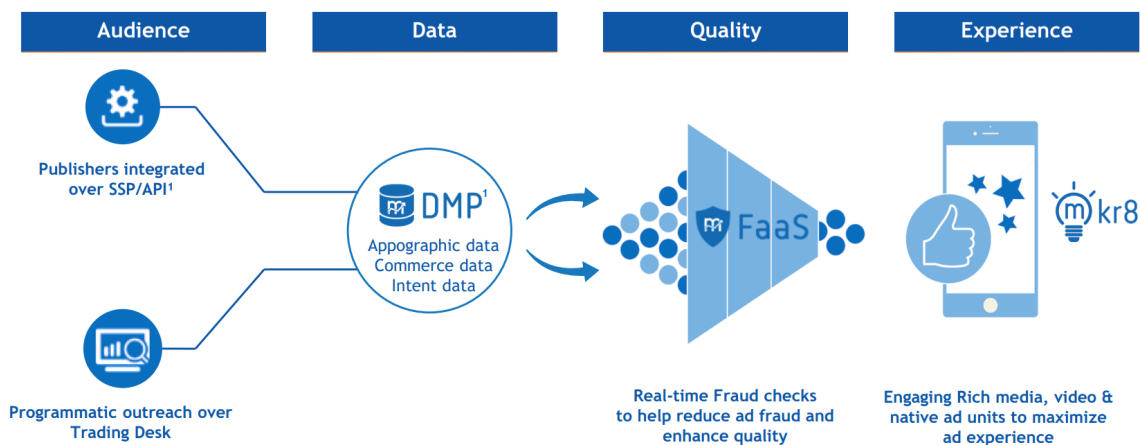 Audience
Data
Quality
Experience
Publishers integrated
over SSP/API¹
DMP¹
Appographic data
Commerce data
Intent data
Programmatic outreach over
Trading Desk
FaaS
Real-time Fraud checks
to help reduce ad fraud and
enhance quality
m kr8
Engaging Rich media, video &
native ad units to maximize
ad experience